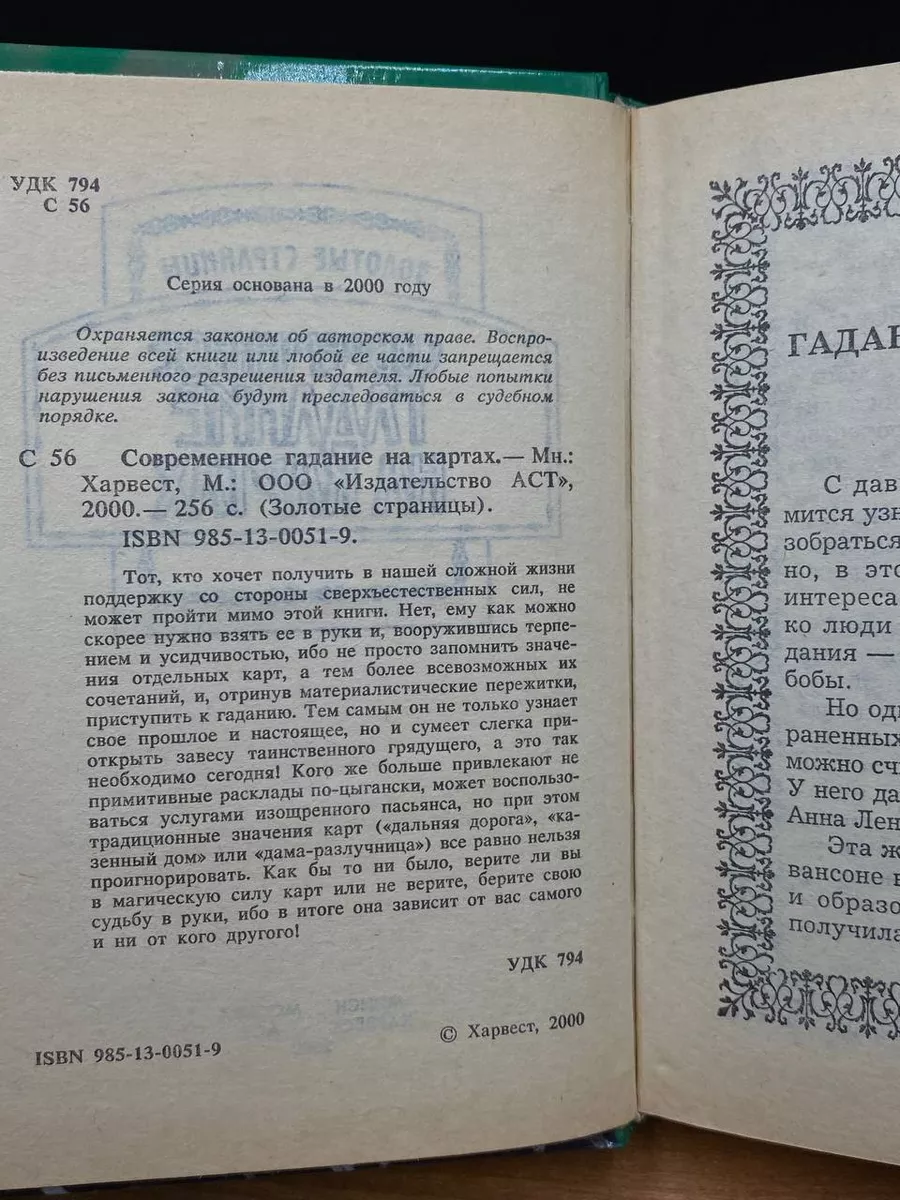 УДК 794
С 56
Серия основана в 2000 году
Охраняется законом об авторском праве. Воспро-
изведение всей книги или любой ее части запрещается
без письменного разрешения издателя. Любые попытки
нарушения закона будут преследоваться в судебном
порядке.
С 56 Современное гадание на картах.— Мн.:
Харвест, М.: ООО «Издательство АСТ»,
2000.— 256 с. (Золотые страницы).
ISBN 985-13-0051-9.
Тот, кто хочет получить в нашей сложной жизни
поддержку со стороны сверхъестественных сил, не
может пройти мимо этой книги. Нет, ему как можно
скорее нужно взять ее в руки и, вооружившись терпе-
нием и усидчивостью, ибо не просто запомнить значе-
ния отдельных карт, а тем более всевозможных их
сочетаний, и, отринув материалистические пережитки,
приступить к гаданию. Тем самым он не только узнает
свое прошлое и настоящее, но и сумеет слегка при-
открыть завесу таинственного грядущего, а это так
необходимо сегодня! Кого же больше привлекают не
примитивные расклады по-цыгански, может воспользо-
ваться услугами изощренного пасьянса, но при этом
традиционные значения карт («дальняя дорога», «ка-
зенный дом» или «дама-разлучница») все равно нельзя
проигнорировать. Как бы то ни было, верите ли вы
в магическую силу карт или не верите, берите свою
судьбу в руки, ибо в итоге она зависит от вас самого
и ни от кого другого!
УДК 794
© Харвест, 2000
ISBN 985-13-0051-9
ГАДАН
С дав
мится узн
зобраться
но, в это
интереса
ко люди
дания —
бобы.
Но оди
раненных
можно счи
У него да
Анна Лен
Эта ж
вансоне в
и образо
получила